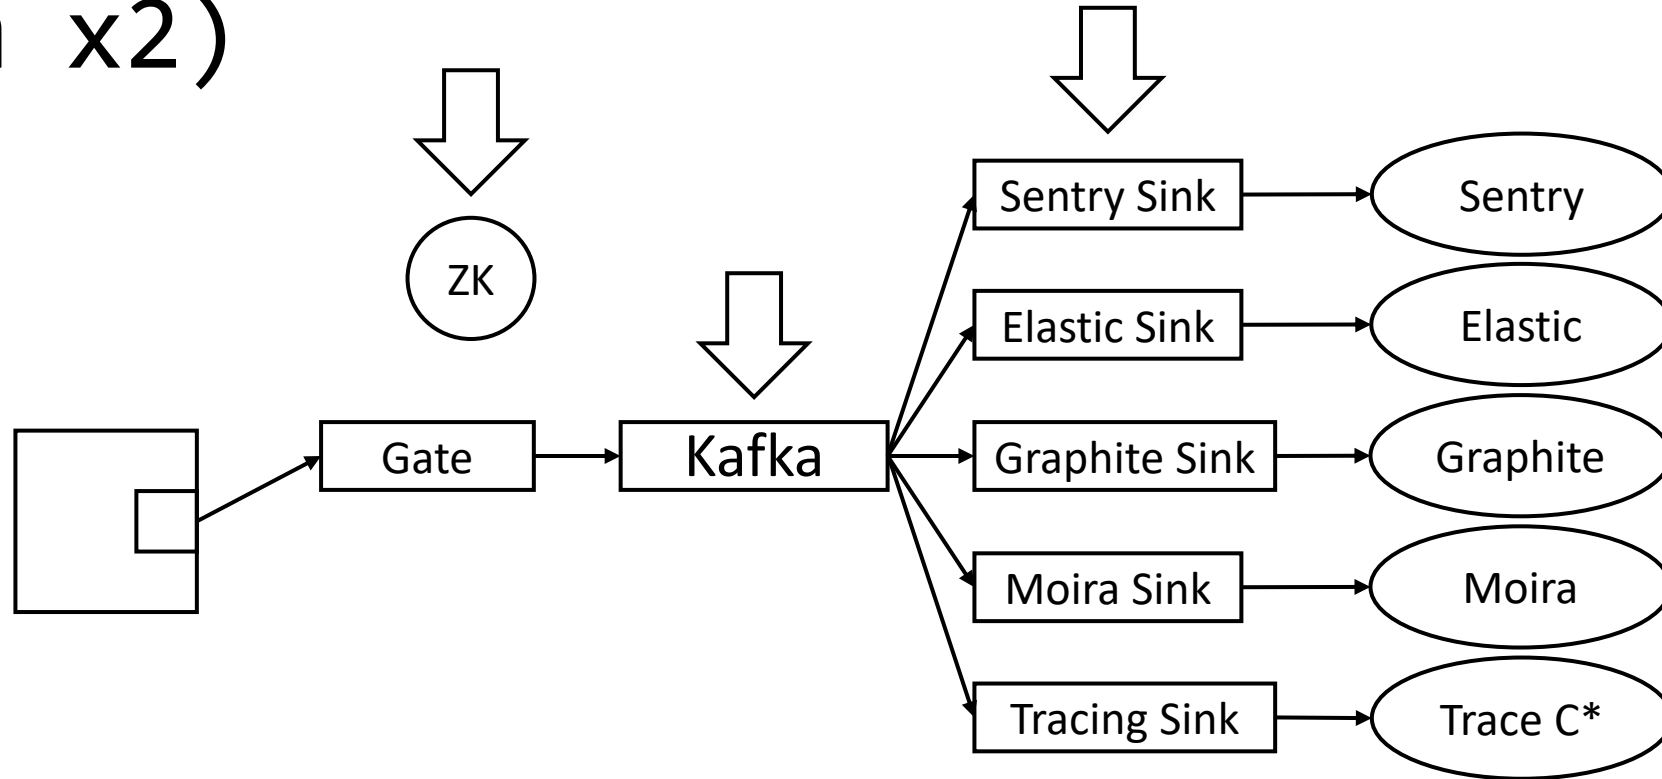 x2)
ZK
Gate
Kafka
Sentry Sink
Sentry
Elastic Sink
Elastic
Graphite Sink
Graphite
Moira Sink
Moira
Tracing Sink
Trace C*